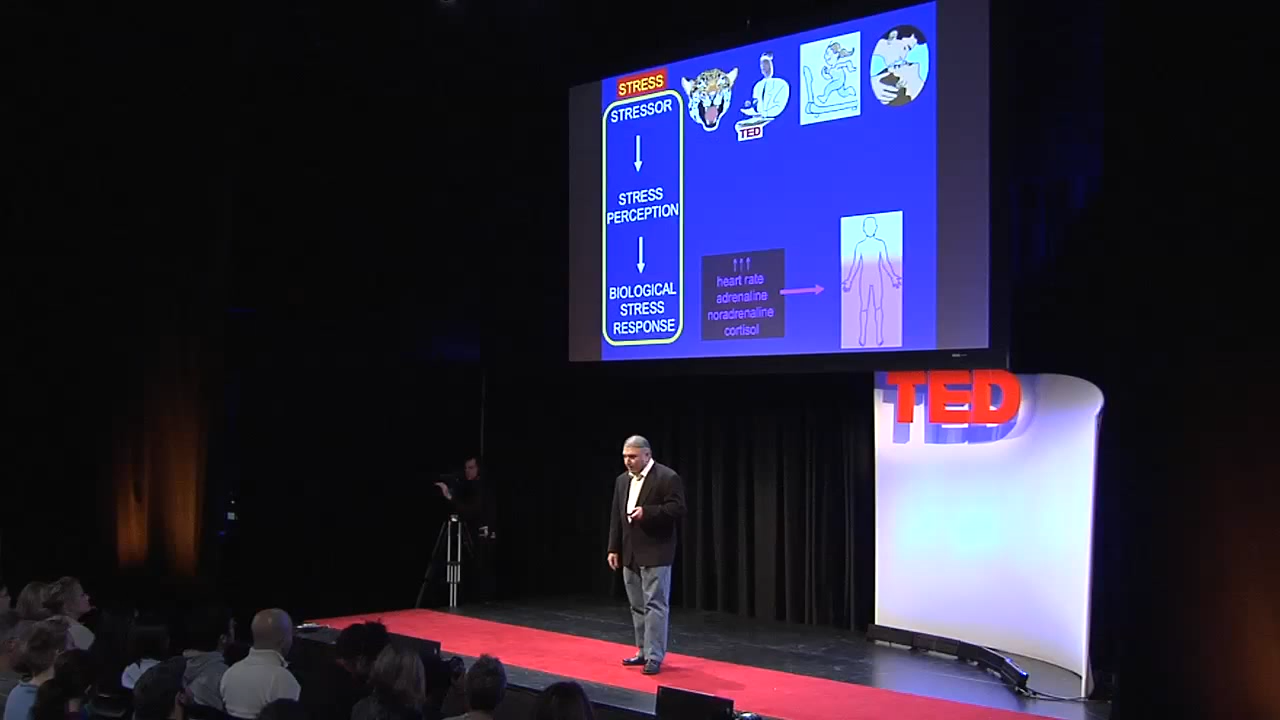 STRESS
STRESSOR
STRESS
PERCEPTION
BIOLOGICAL
STRESS
RESPONSE
TED
heart rate
adrenaline
noradrenaline
cortisol
TED